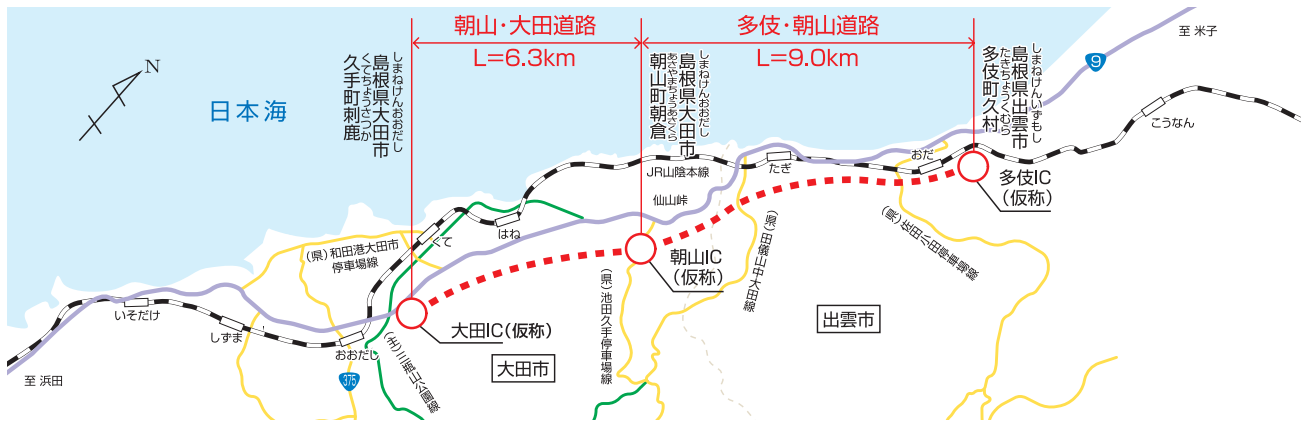 朝山・大田道路
L=6.3km
多伎・朝山道路
L=9.0km
至 米子
9
N
日本海
しまねけんおおだし
島根県大田市
くてちょうさつか
久手町刺鹿
しまねけんおおだし
島根県大田市
あさやまちょうあさくら
朝山町朝倉
しまねけんいずもし
島根県出雲市
たきちょうくむら
多伎町久村
こうなん
おだ
たき
JR山陰本線
仙山峠
多伎IC
(仮称)
はね
くて
(県)和田港大田市
停車場線
朝山IC
(仮称)
(県)田儀山中大田線
(県)佐田小田停車場線
(県)池田久手停車場線
大田IC(仮称)
いそだけ
しずま
おおだし
出雲市
大田市
至 浜田
375
(主)三瓶山公園線